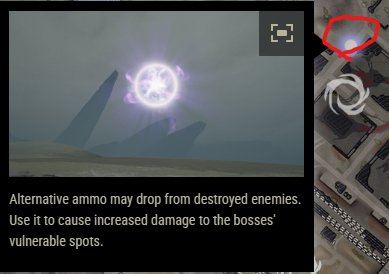 Alternative ammo may drop from destroyed enemies.
Use it to cause increased damage to the bosses'
vulnerable spots.